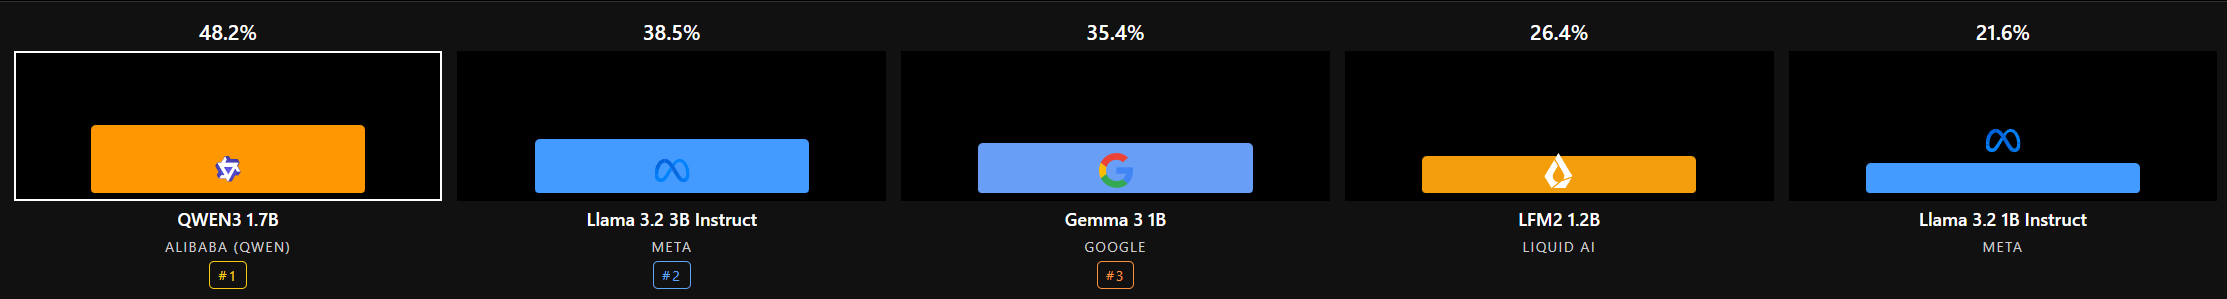 48.2%
QWEN3 1.7B
ALIBABA (QWEN)
#1
38.5%
Llama 3.2 3B Instruct
META
#2
35.4%
Gemma 3 1B
GOOGLE
#3
26.4%
LFM2 1.2B
LIQUID AI
21.6%
Llama 3.2 1B Instruct
META